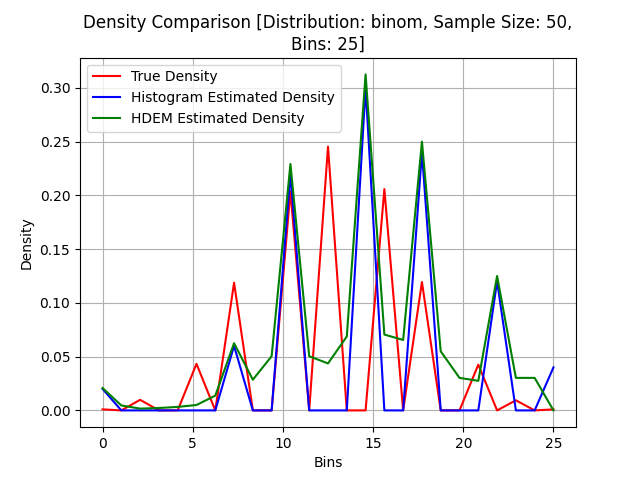 Density Comparison [Distribution: binom, Sample Size: 50,
Bins: 25]
True Density
Histogram Estimated Density
HDEM Estimated Density
Density
0.30
0.25
0.20
0.15
0.10
0.05
0.00
0 5 10 15 20 25
Bins